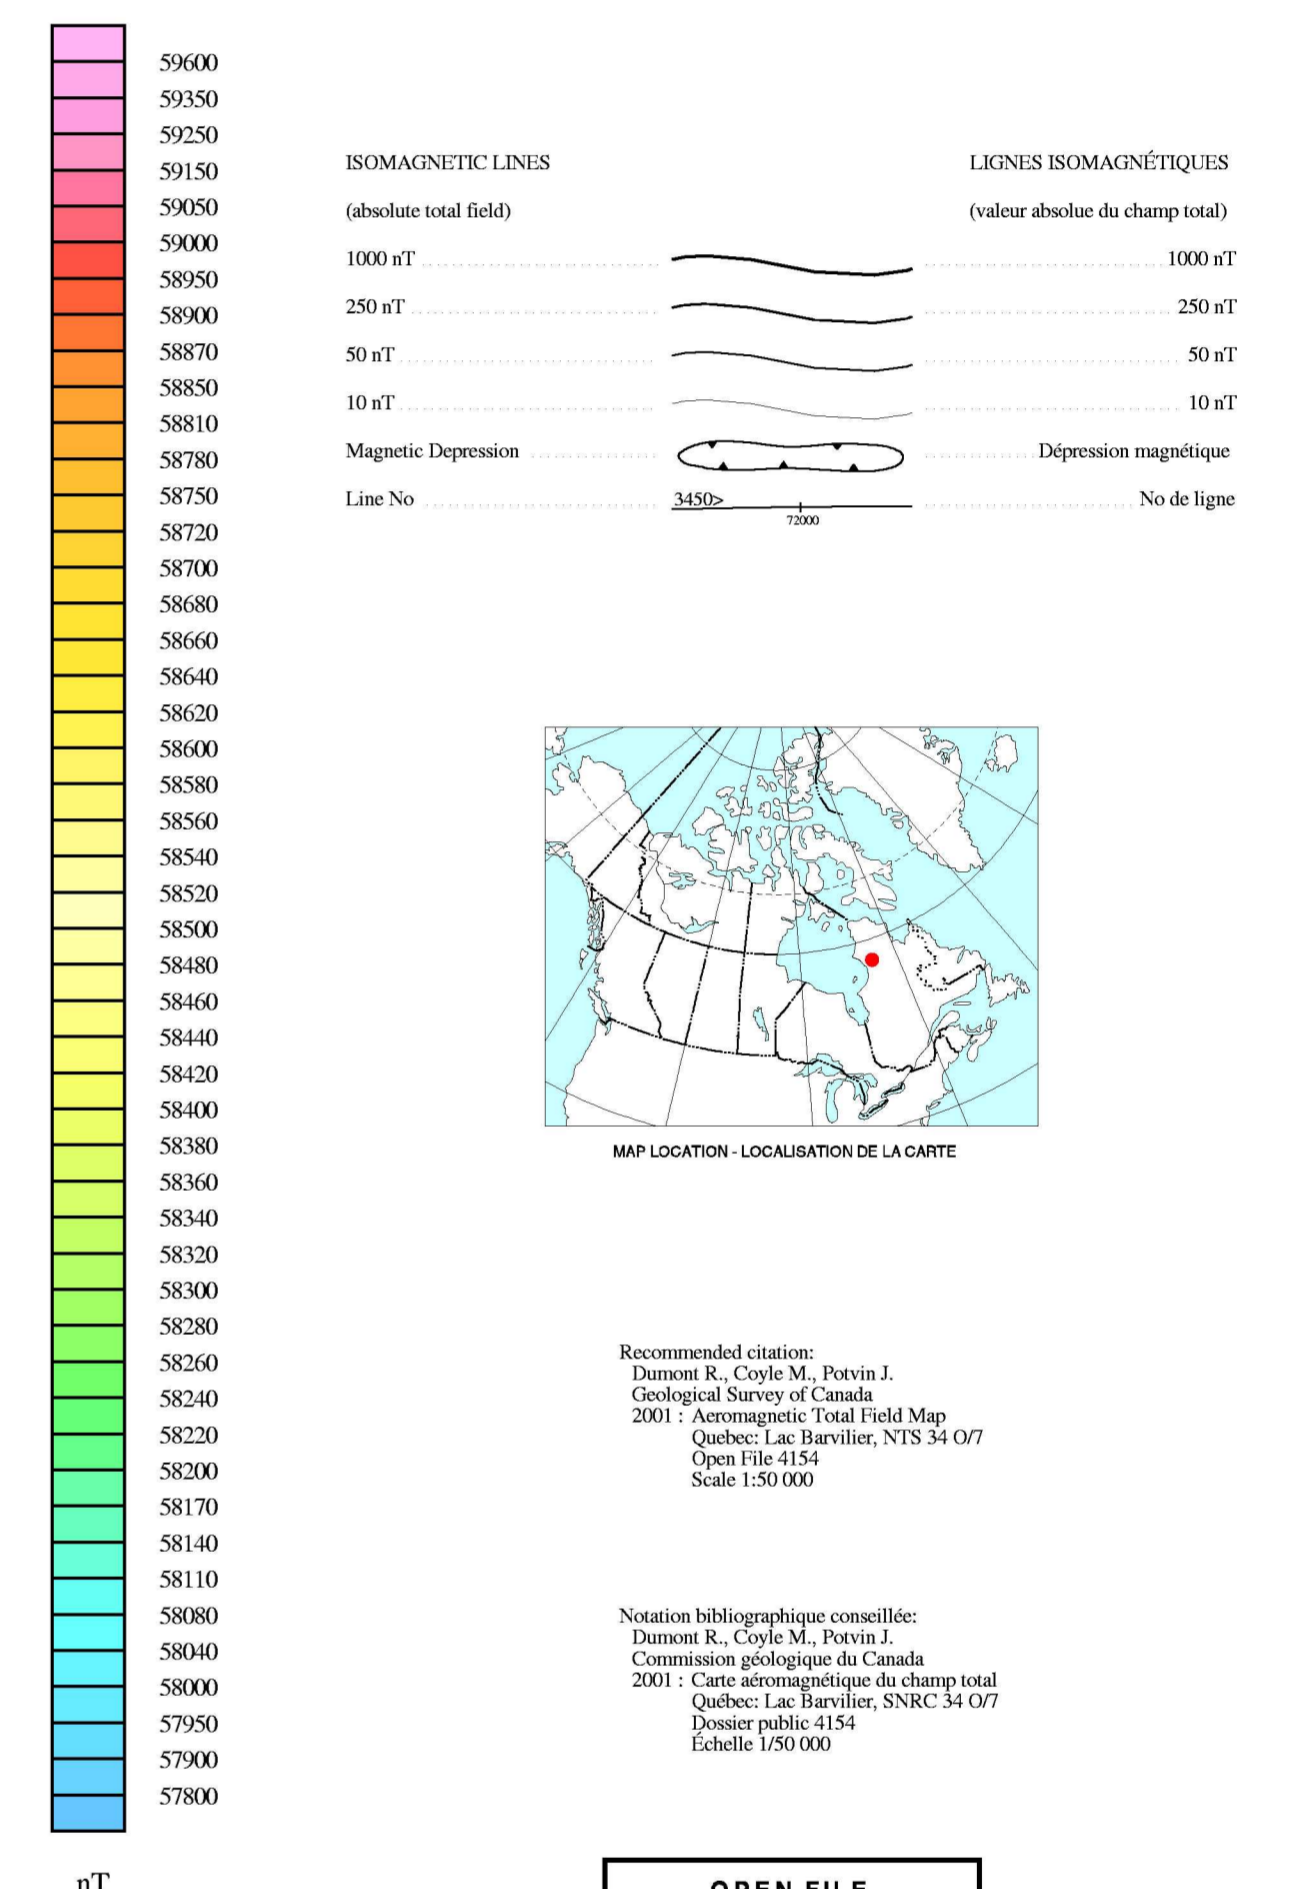 59600
59350
59250
59150
59050
59000
58950
58900
58870
58850
58810
58780
58750
58720
58700
58680
58660
58640
58620
58600
58580
58560
58540
58520
58500
58480
58460
58440
58420
58400
58380
58360
58340
58320
58300
58280
58260
58240
58220
58200
58170
58140
58110
58080
58040
58000
57950
57900
57800
nT
ISOMAGNETIC LINES LIGNES ISOMAGNÉTIQUES
(absolute total field) (valeur absolue du champ total)
1000 nT 1000 nT
250 nT 250 nT
50 nT 50 nT
10 nT 10 nT
Magnetic Depression Dépression magnétique
Line No 3450> No de ligne
72000
MAP LOCATION - LOCALISATION DE LA CARTE
Recommended citation:
Dumont R., Coyle M., Potvin J.
Geological Survey of Canada
2001 : Aeromagnetic Total Field Map
Quebec: Lac Barvilier, NTS 34 O/7
Open File 4154
Scale 1:50 000
Notation bibliographique conseillée:
Dumont R., Coyle M., Potvin J.
Commission géologique du Canada
2001 : Carte aéromagnétique du champ total
Québec: Lac Barvilier, SNRC 34 O/7
Dossier public 4154
Échelle 1/50 000
OPEN FILE